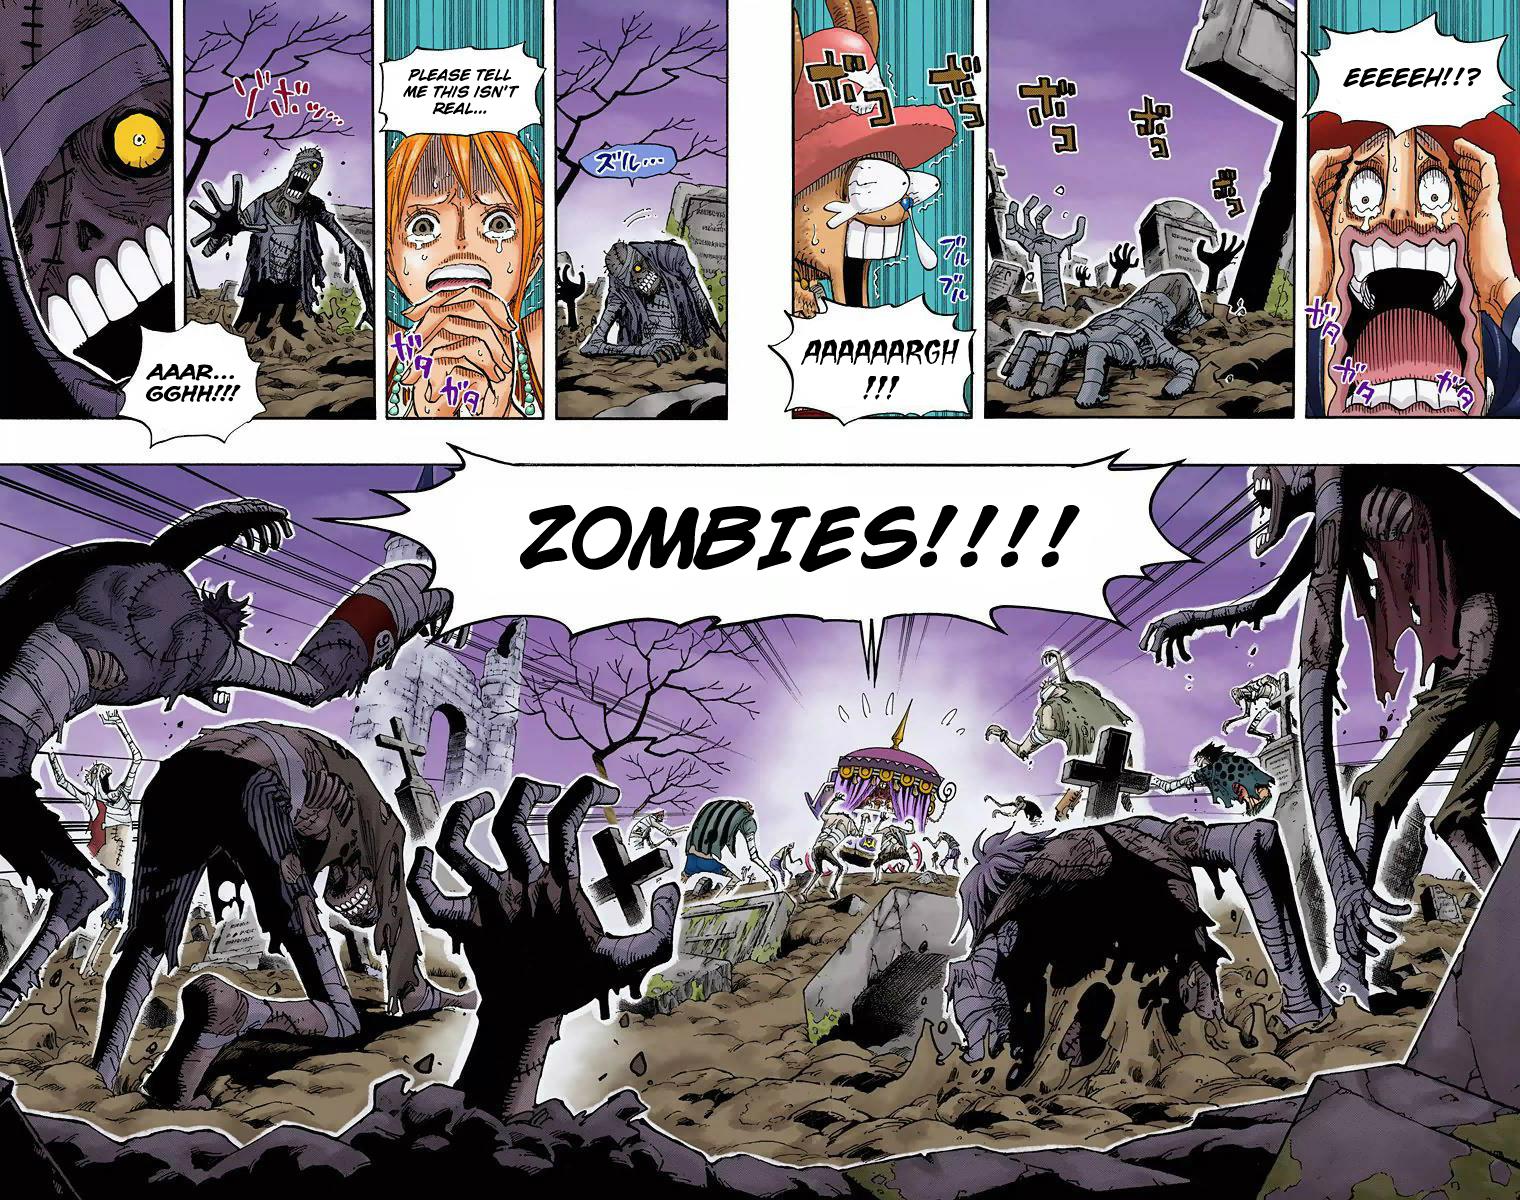 EEEEEH!!?
ガタ
ガタ
ガタ
ボコ
ボコ
ボコ
ボコ
ボコ
ブル
ブル
AAAAAARGH
!!!
ズル…
PLEASE TELL
ME THIS ISN'T
REAL...
ガタ
ガタ
ゾボッ…
AAAR...
GGHH!!!
ZOMBIES!!!!